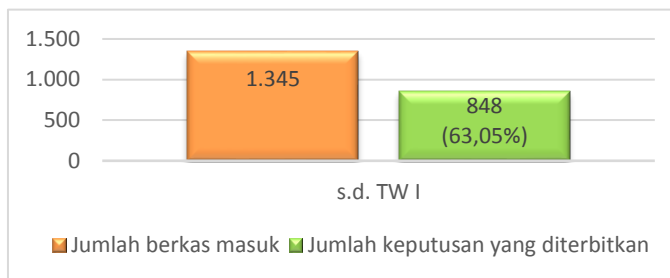 1.500
1.000
500
0
1.345
848
(63,05%)
s.d. TW I
Jumlah berkas masuk
Jumlah keputusan yang diterbitkan